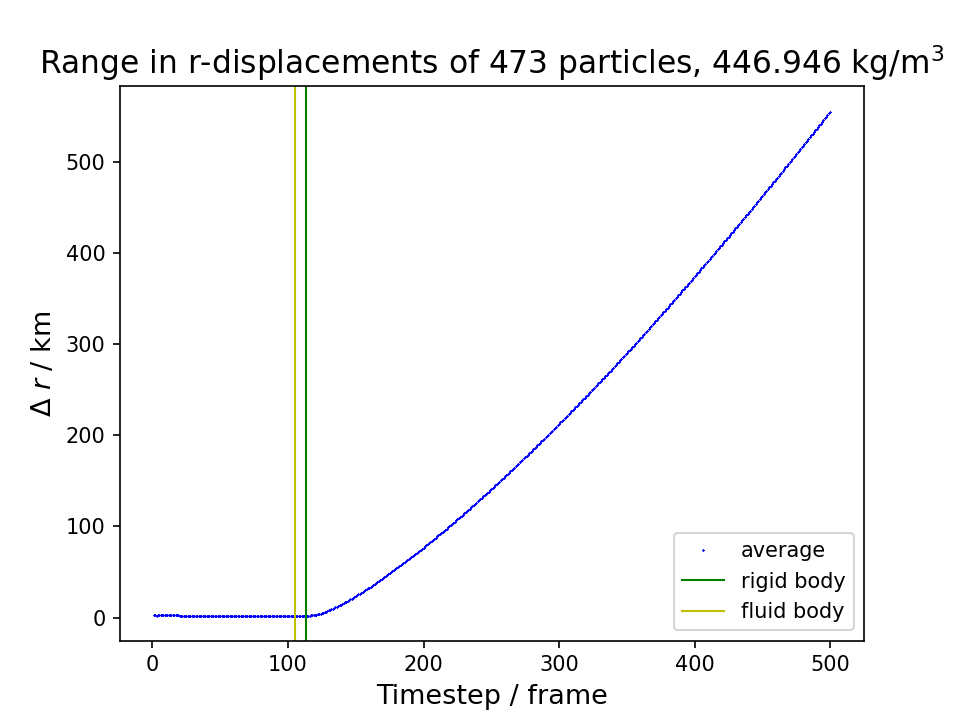 Range in r-displacements of 473 particles, 446.946 kg/m³
500
400
300
200
100
0
Δ r / km
average
rigid body
fluid body
0 100 200 300 400 500
Timestep / frame